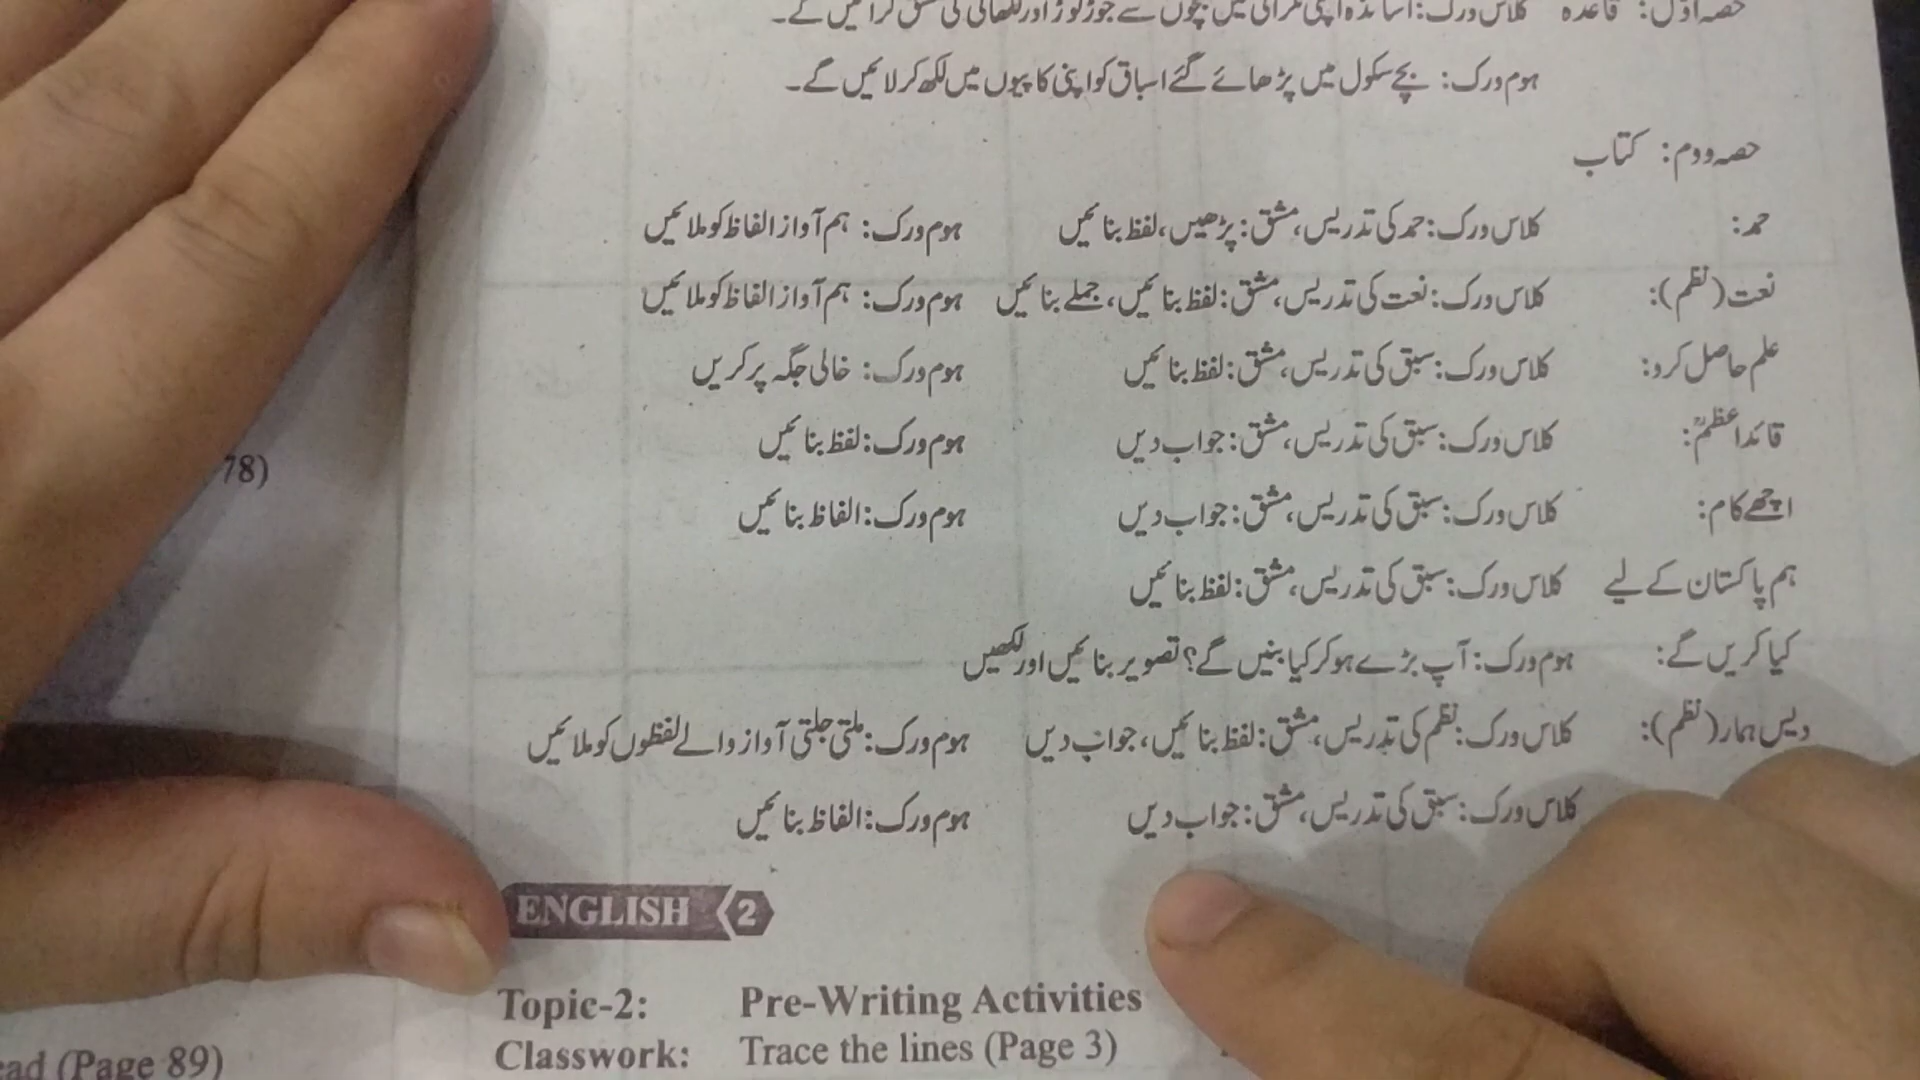 حصہ اوّل: قاعدہ کلاس ورک: اساتذہ اپنی نگرانی میں بچوں سے جوڑ توڑ اور لکھائی کی مشق کرائیں گے۔
ہوم ورک: بچے سکول میں پڑھائے گئے اسباق کو اپنی کاپیوں میں لکھ کر لائیں گے۔
حصہ دوم: کتاب
حمد: کلاس ورک: حمد کی تدریس، مشق: پڑھیں، لفظ بنائیں ہوم ورک: ہم آواز الفاظ کو ملائیں
نعت (نظم): کلاس ورک: نعت کی تدریس، مشق: لفظ بنائیں، جملے بنائیں ہوم ورک: ہم آواز الفاظ کو ملائیں
علم حاصل کرو: کلاس ورک: سبق کی تدریس، مشق: لفظ بنائیں ہوم ورک: خالی جگہ پر کریں
قائداعظمؒ: کلاس ورک: سبق کی تدریس، مشق: جواب دیں ہوم ورک: لفظ بنائیں
اچھے کام: کلاس ورک: سبق کی تدریس، مشق: جواب دیں ہوم ورک: الفاظ بنائیں
ہم پاکستان کے لیے کلاس ورک: سبق کی تدریس، مشق: لفظ بنائیں
کیا کریں گے: ہوم ورک: آپ بڑے ہو کر کیا بنیں گے؟ تصویر بنائیں اور لکھیں
دیس ہمارا (نظم): کلاس ورک: نظم کی تدریس، مشق: لفظ بنائیں، جواب دیں ہوم ورک: ملتی جلتی آواز والے لفظوں کو ملائیں
کلاس ورک: سبق کی تدریس، مشق: جواب دیں ہوم ورک: الفاظ بنائیں
78)
ENGLISH 2
Topic-2: Pre-Writing Activities
Classwork: Trace the lines (Page 3)
(Page 89)